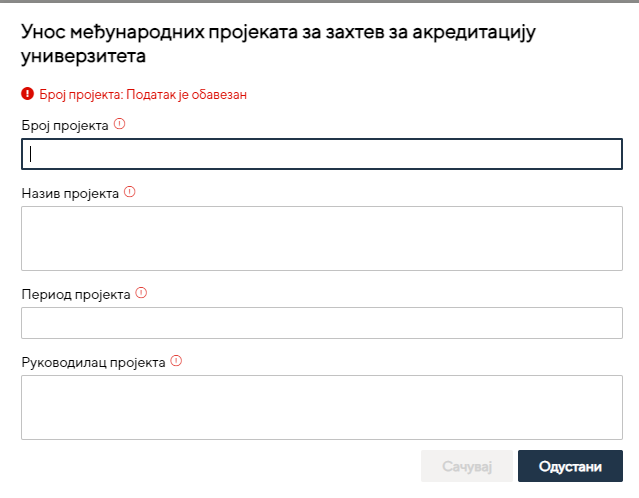 Унос међународних пројеката за захтев за акредитацију
универзитета
Број пројекта: Податак је обавезан
Број пројекта
Назив пројекта
Период пројекта
Руководилац пројекта
Сачувај Одустани